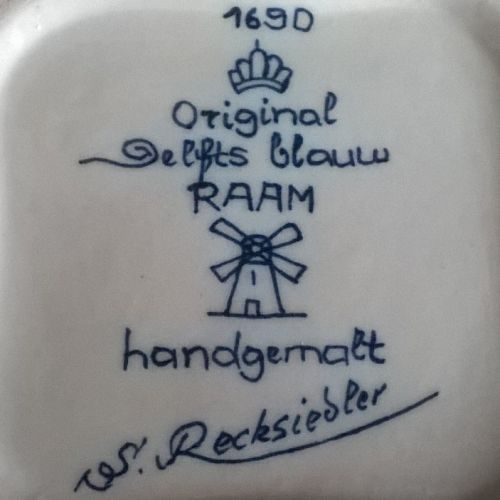 1690
Original
Delfts blauw
RAAM
handgemalt
Recksiedler